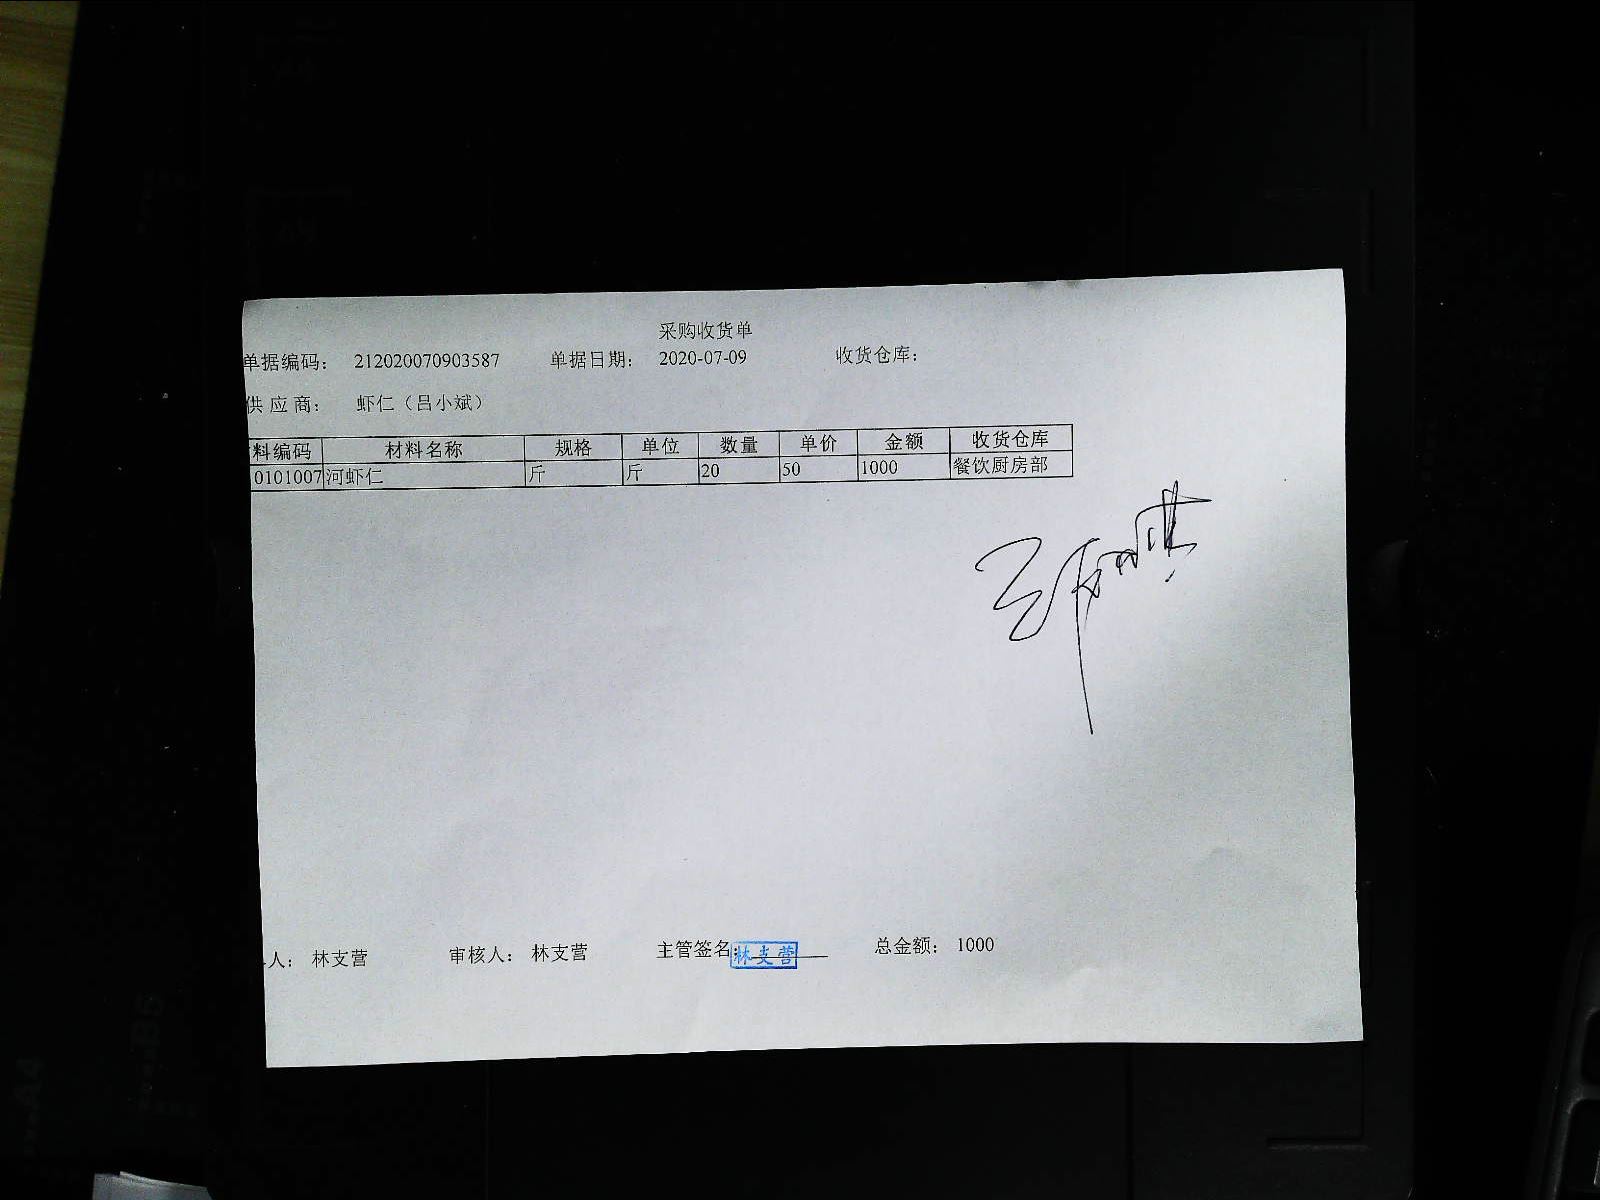 采购收货单
单据编码： 212020070903587 单据日期： 2020-07-09 收货仓库：
供 应 商： 虾仁（吕小斌）
料编码 材料名称 规格 单位 数量 单价 金额 收货仓库
0101007 河虾仁 斤 斤 20 50 1000 餐饮厨房部
人： 林支营 审核人： 林支营 主管签名： 林支营 总金额： 1000